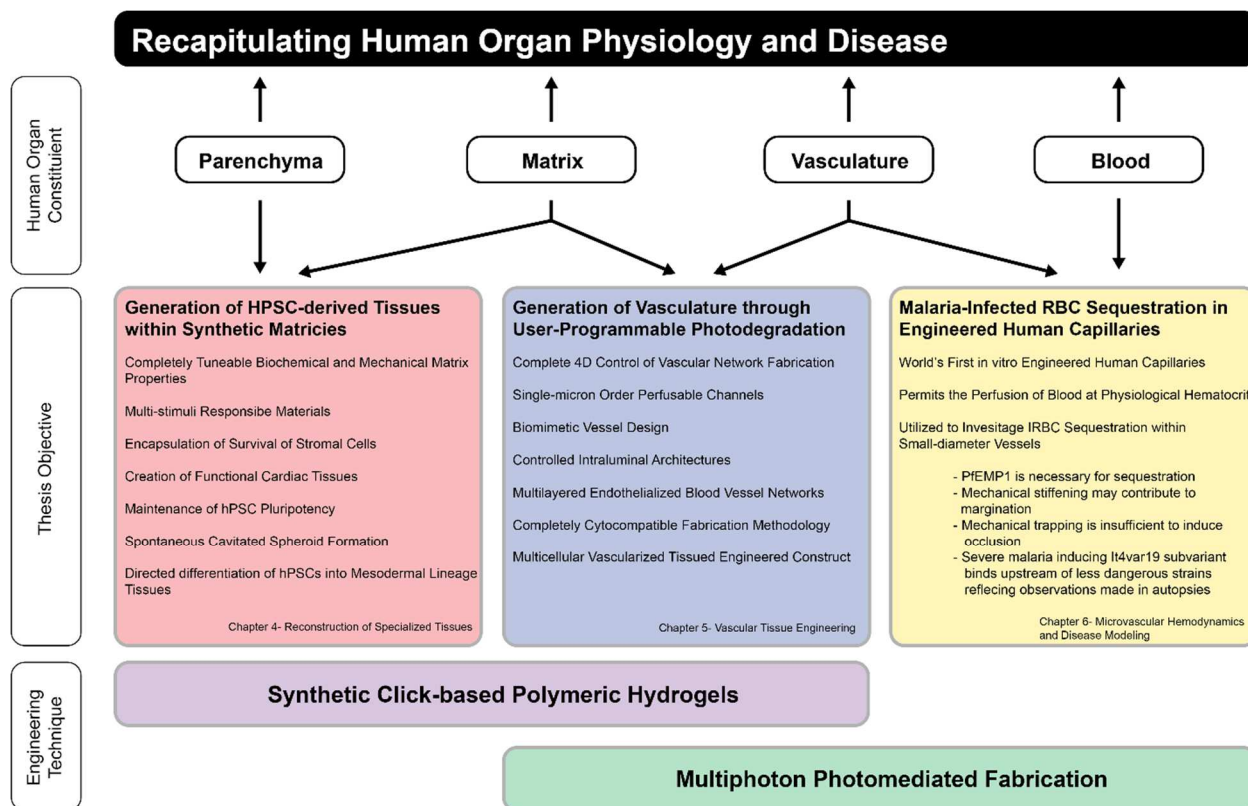 Recapitulating Human Organ Physiology and Disease
Human Organ
Constituient
Parenchyma
Matrix
Vasculature
Blood
Thesis Objective
Generation of HPSC-derived Tissues
within Synthetic Matricies
Completely Tuneable Biochemical and Mechanical Matrix
Properties
Multi-stimuli Responsibe Materials
Encapsulation of Survival of Stromal Cells
Creation of Functional Cardiac Tissues
Maintenance of hPSC Pluripotency
Spontaneous Cavitated Spheroid Formation
Directed differentiation of hPSCs into Mesodermal Lineage
Tissues
Chapter 4- Reconstruction of Specialized Tissues
Generation of Vasculature through
User-Programmable Photodegradation
Complete 4D Control of Vascular Network Fabrication
Single-micron Order Perfusable Channels
Biomimetic Vessel Design
Controlled Intraluminal Architectures
Multilayered Endothelialized Blood Vessel Networks
Completely Cytocompatible Fabrication Methodology
Multicellular Vascularized Tissued Engineered Construct
Chapter 5- Vascular Tissue Engineering
Malaria-Infected RBC Sequestration in
Engineered Human Capillaries
World's First in vitro Engineered Human Capillaries
Permits the Perfusion of Blood at Physiological Hematocrit
Utilized to Invesitage IRBC Sequestration within
Small-diameter Vessels
- PfEMP1 is necessary for sequestration
- Mechanical stiffening may contribute to
margination
- Mechanical trapping is insufficient to induce
occlusion
- Severe malaria inducing It4var19 subvariant
binds upstream of less dangerous strains
reflecing observations made in autopsies
Chapter 6- Microvascular Hemodynamics
and Disease Modeling
Engineering
Technique
Synthetic Click-based Polymeric Hydrogels
Multiphoton Photomediated Fabrication